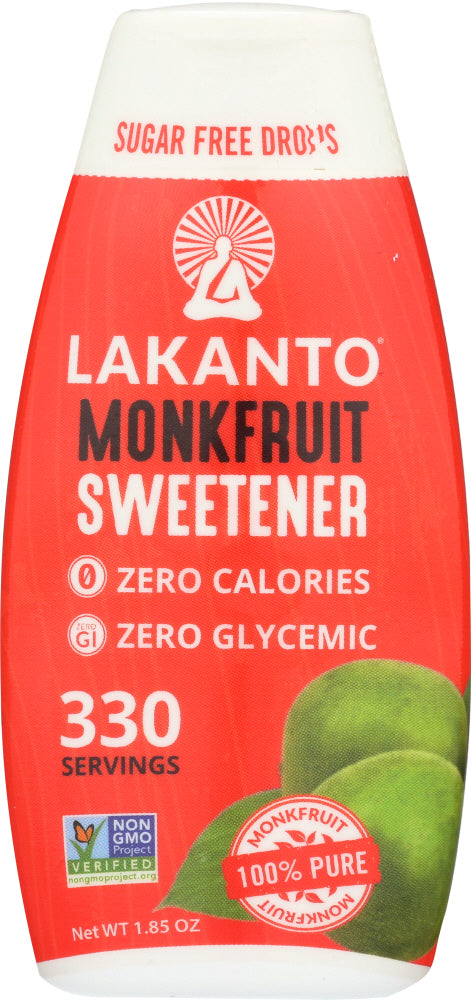 SUGAR FREE DROPS
LAKANTO®
MONKFRUIT
SWEETENER
0 ZERO CALORIES
ZERO
GI ZERO GLYCEMIC
330
SERVINGS
NON
GMO
Project
VERIFIED
nongmoproject.org
MONKFRUIT
100% PURE
MONKFRUIT
Net WT 1.85 OZ